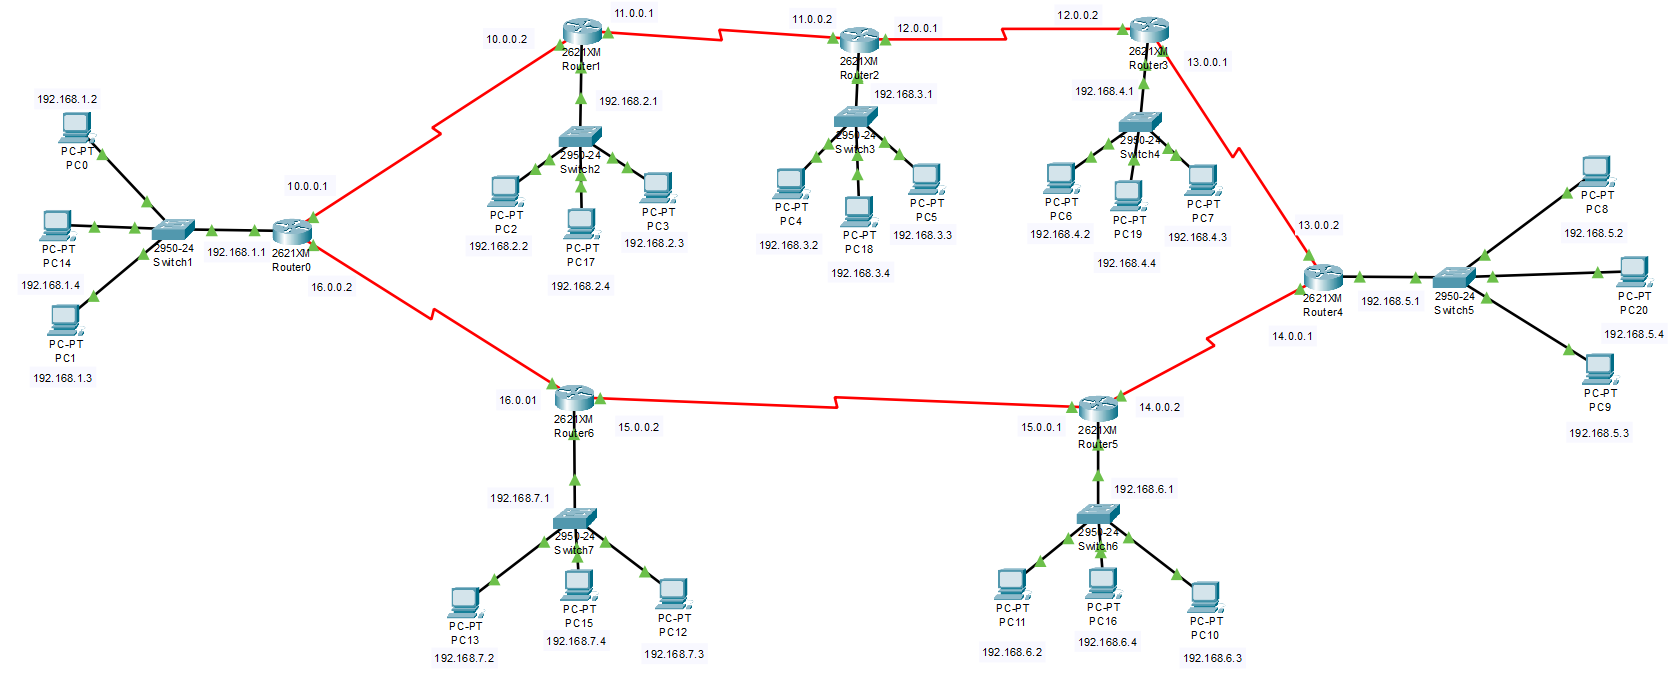 11.0.0.1
10.0.0.2
2621XM
Router1
11.0.0.2
12.0.0.1
2621XM
Router2
12.0.0.2
2621XM
Router3
13.0.0.1
192.168.1.2
PC-PT
PC0
192.168.2.1
2950-24
Switch2
192.168.3.1
2950-24
Switch3
192.168.4.1
2950-24
Switch4
10.0.0.1
PC-PT
PC14
192.168.1.4
2950-24
Switch1
192.168.1.1
2621XM
Router0
16.0.0.2
PC-PT
PC1
192.168.1.3
PC-PT
PC2
192.168.2.2
PC-PT
PC17
192.168.2.4
PC-PT
PC3
192.168.2.3
PC-PT
PC4
192.168.3.2
PC-PT
PC18
192.168.3.4
PC-PT
PC5
192.168.3.3
PC-PT
PC6
192.168.4.2
PC-PT
PC19
192.168.4.4
PC-PT
PC7
192.168.4.3
13.0.0.2
2621XM
Router4
14.0.0.1
192.168.5.1
2950-24
Switch5
PC-PT
PC8
192.168.5.2
PC-PT
PC20
192.168.5.4
PC-PT
PC9
192.168.5.3
16.0.01
2621XM
Router6
15.0.0.2
15.0.0.1
2621XM
Router5
14.0.0.2
192.168.7.1
2950-24
Switch7
192.168.6.1
2950-24
Switch6
PC-PT
PC13
192.168.7.2
PC-PT
PC15
192.168.7.4
PC-PT
PC12
192.168.7.3
PC-PT
PC11
192.168.6.2
PC-PT
PC16
192.168.6.4
PC-PT
PC10
192.168.6.3